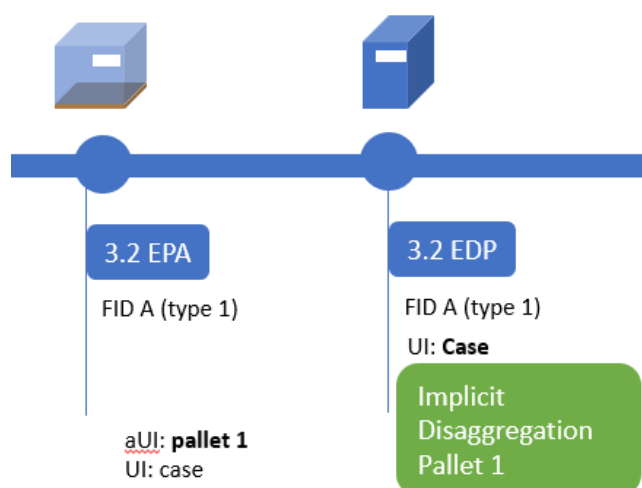 3.2 EPA
FID A (type 1)
aUI: pallet 1
UI: case
3.2 EDP
FID A (type 1)
UI: Case
Implicit
Disaggregation
Pallet 1